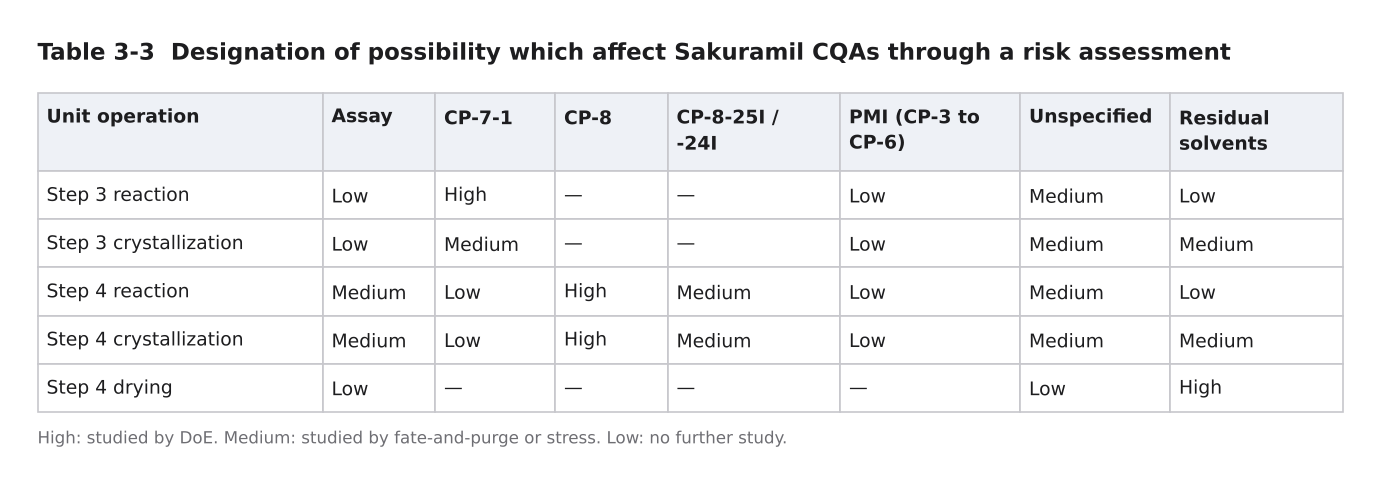 Table 3-3 Designation of possibility which affect Sakuramil CQAs through a risk assessment
Unit operation Assay CP-7-1 CP-8 CP-8-25I / -24I PMI (CP-3 to CP-6) Unspecified Residual solvents
Step 3 reaction Low High — — Low Medium Low
Step 3 crystallization Low Medium — — Low Medium Medium
Step 4 reaction Medium Low High Medium Low Medium Low
Step 4 crystallization Medium Low High Medium Low Medium Medium
Step 4 drying Low — — — — Low High
High: studied by DoE. Medium: studied by fate-and-purge or stress. Low: no further study.